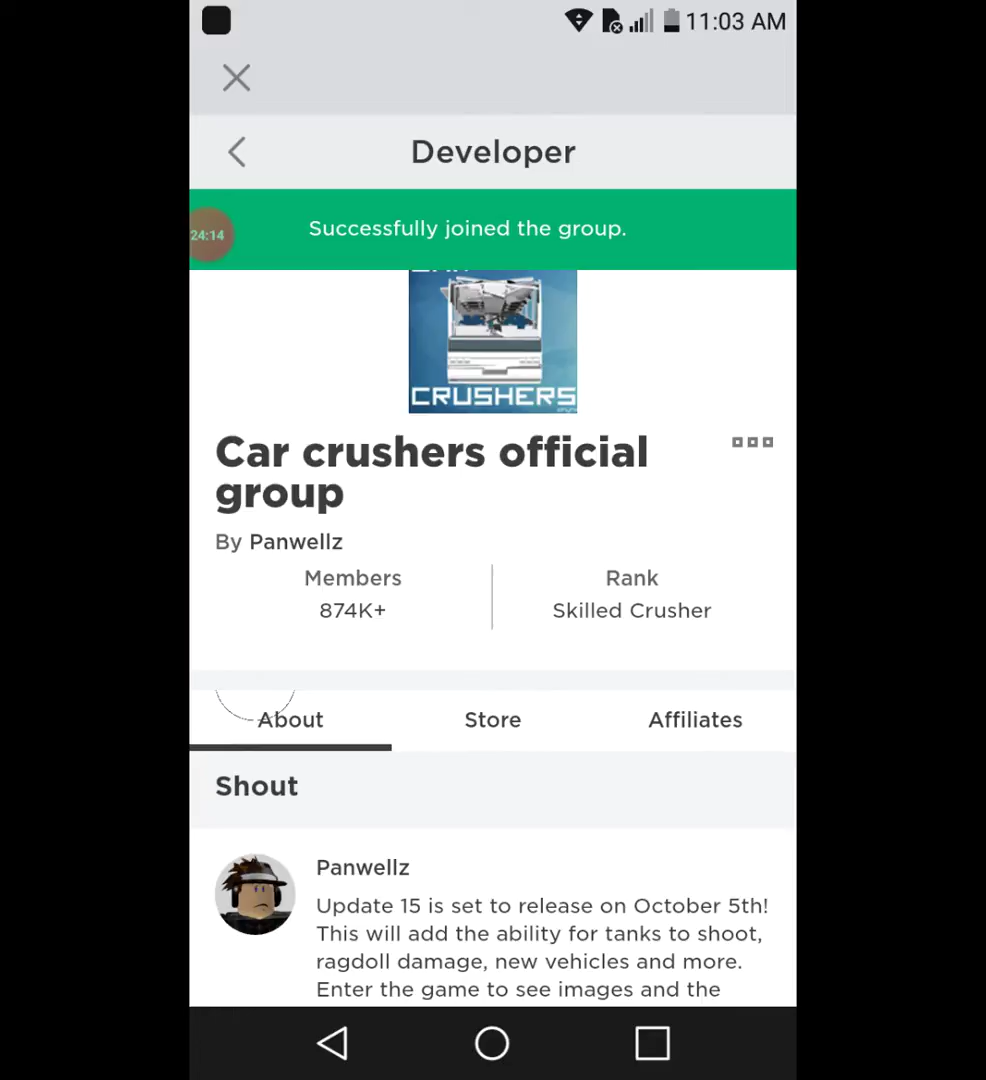 11:03 AM
Developer
24:14
Successfully joined the group.
CRUSHERS
Car crushers official
group
By Panwellz
Members
874K+
Rank
Skilled Crusher
About
Store
Affiliates
Shout
Panwellz
Update 15 is set to release on October 5th!
This will add the ability for tanks to shoot,
ragdoll damage, new vehicles and more.
Enter the game to see images and the